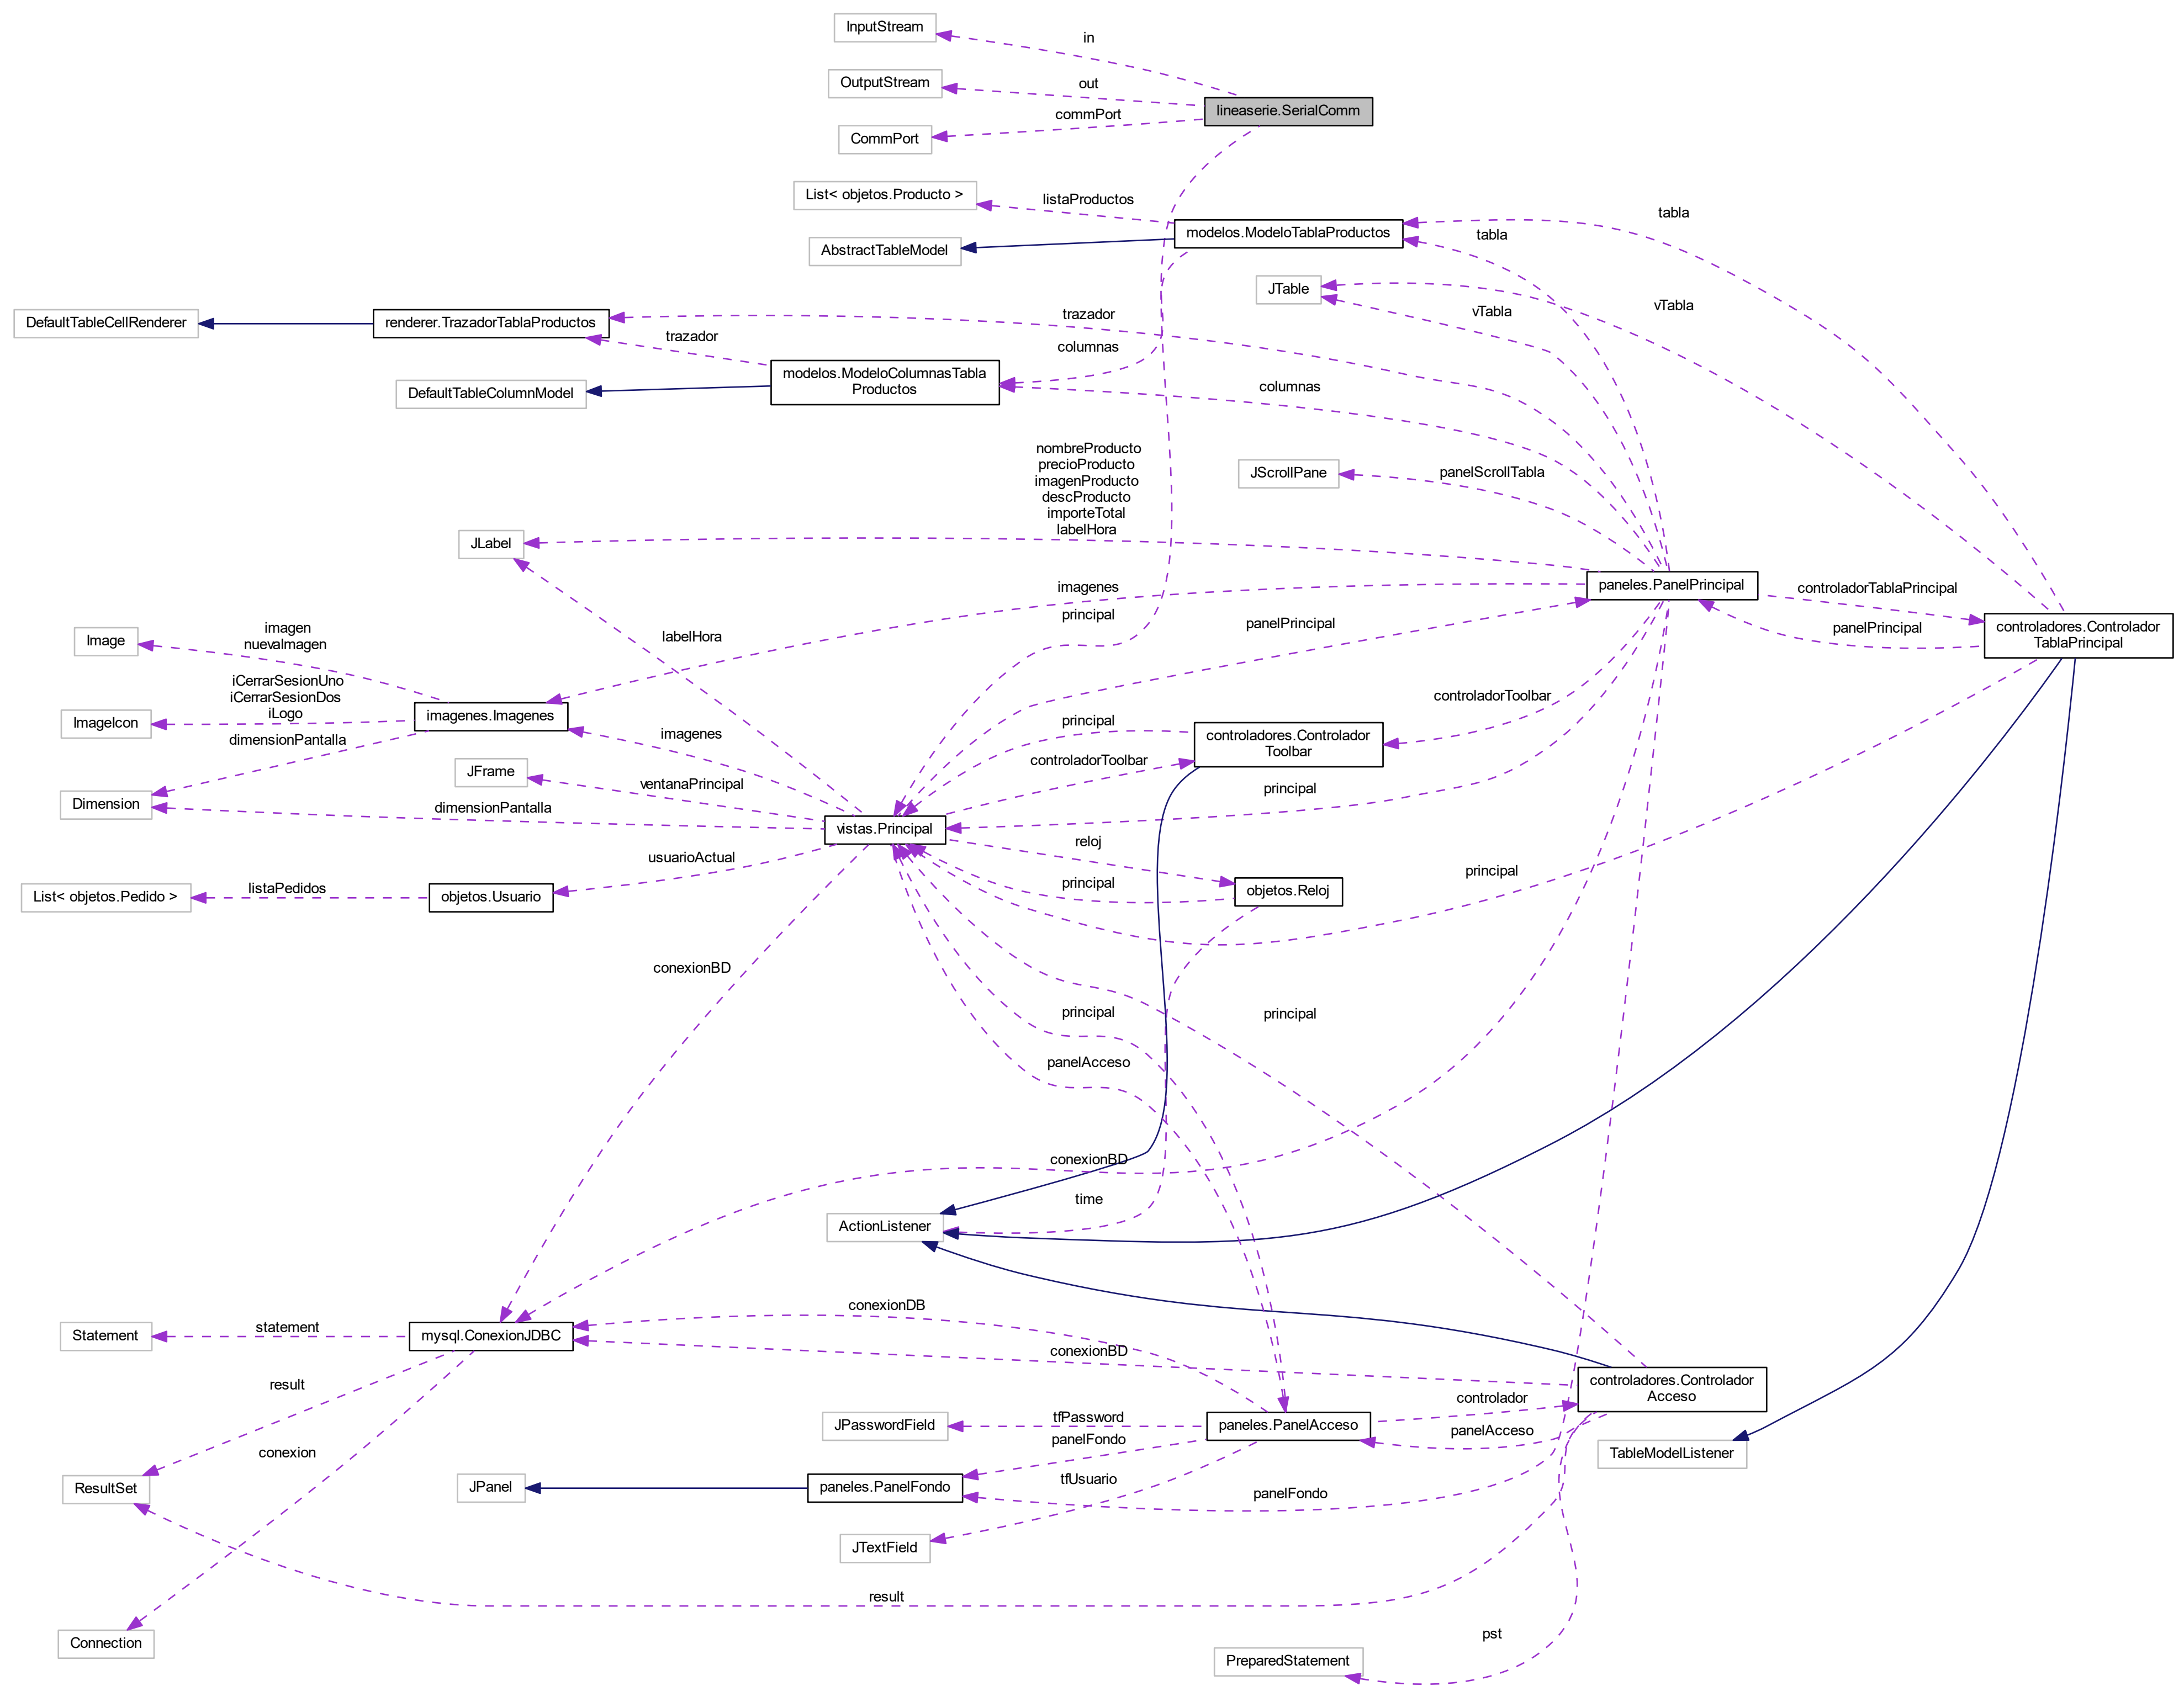 InputStream
in
OutputStream
out
lineaserie.SerialComm
commPort
CommPort
List< objetos.Producto >
listaProductos
tabla
modelos.ModeloTablaProductos
tabla
AbstractTableModel
JTable
vTabla
vTabla
DefaultTableCellRenderer
renderer.TrazadorTablaProductos
trazador
trazador
columnas
modelos.ModeloColumnasTabla
Productos
DefaultTableColumnModel
columnas
nombreProducto
precioProducto
imagenProducto
descProducto
importeTotal
labelHora
JScrollPane
panelScrollTabla
JLabel
imagenes
principal
paneles.PanelPrincipal
controladorTablaPrincipal
panelPrincipal
controladores.Controlador
TablaPrincipal
labelHora
panelPrincipal
Image
imagen
nuevaImagen
iCerrarSesionUno
iCerrarSesionDos
iLogo
ImageIcon
imagenes.Imagenes
controladorToolbar
imagenes
principal
controladores.Controlador
Toolbar
dimensionPantalla
controladorToolbar
JFrame
ventanaPrincipal
principal
Dimension
dimensionPantalla
vistas.Principal
reloj
usuarioActual
principal
principal
List< objetos.Pedido >
listaPedidos
objetos.Usuario
objetos.Reloj
conexionBD
principal
principal
panelAcceso
conexionBD
time
ActionListener
conexionDB
Statement
statement
mysql.ConexionJDBC
conexionBD
result
controladores.Controlador
Acceso
controlador
JPasswordField
tfPassword
paneles.PanelAcceso
panelAcceso
panelFondo
conexion
TableModelListener
ResultSet
JPanel
paneles.PanelFondo
tfUsuario
panelFondo
JTextField
result
Connection
pst
PreparedStatement